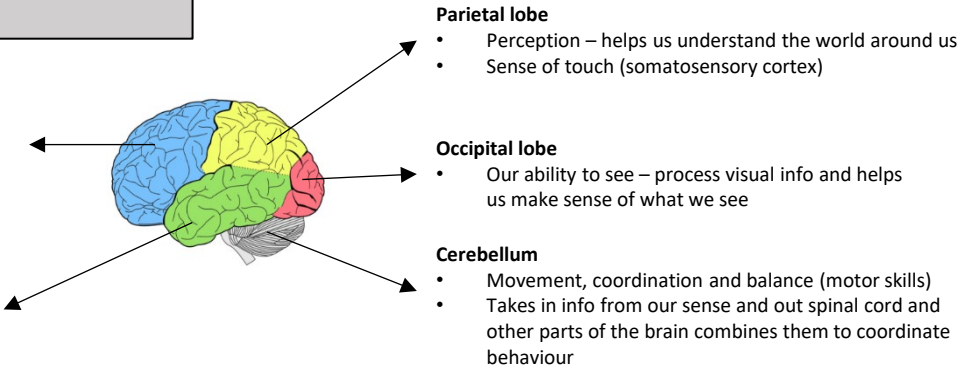 Parietal lobe
• Perception – helps us understand the world around us
• Sense of touch (somatosensory cortex)
Occipital lobe
• Our ability to see – process visual info and helps
us make sense of what we see
Cerebellum
• Movement, coordination and balance (motor skills)
• Takes in info from our sense and out spinal cord and
other parts of the brain combines them to coordinate
behaviour